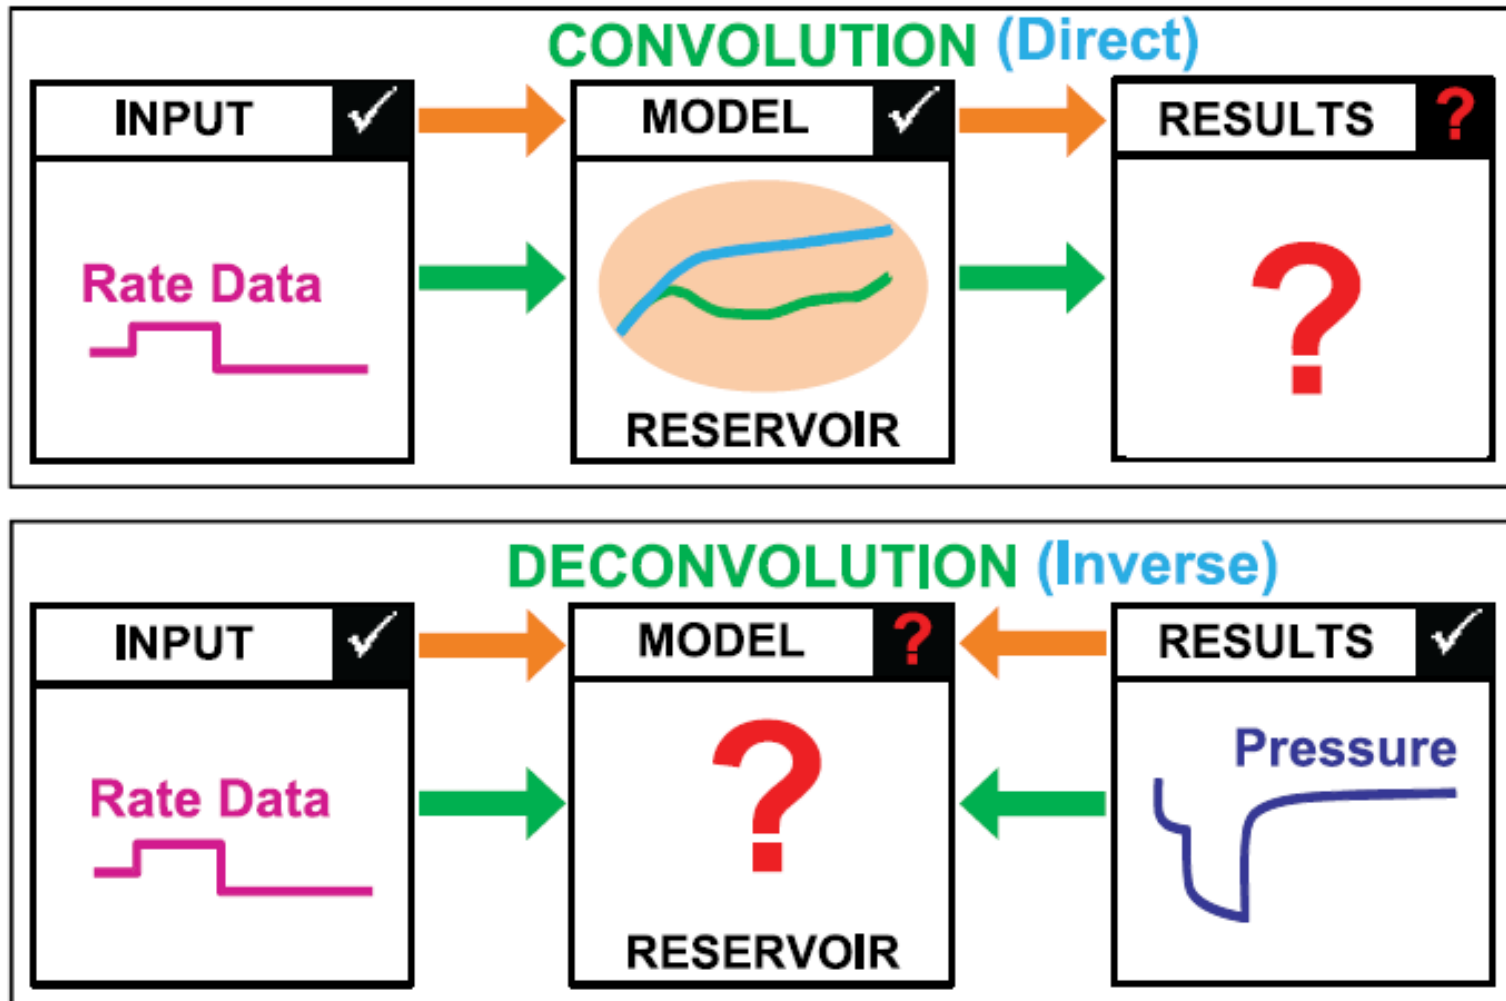 CONVOLUTION (Direct)
INPUT ✓
MODEL ✓
RESULTS ?
Rate Data
?
RESERVOIR
DECONVOLUTION (Inverse)
INPUT ✓
MODEL ?
RESULTS ✓
Rate Data
?
Pressure
RESERVOIR